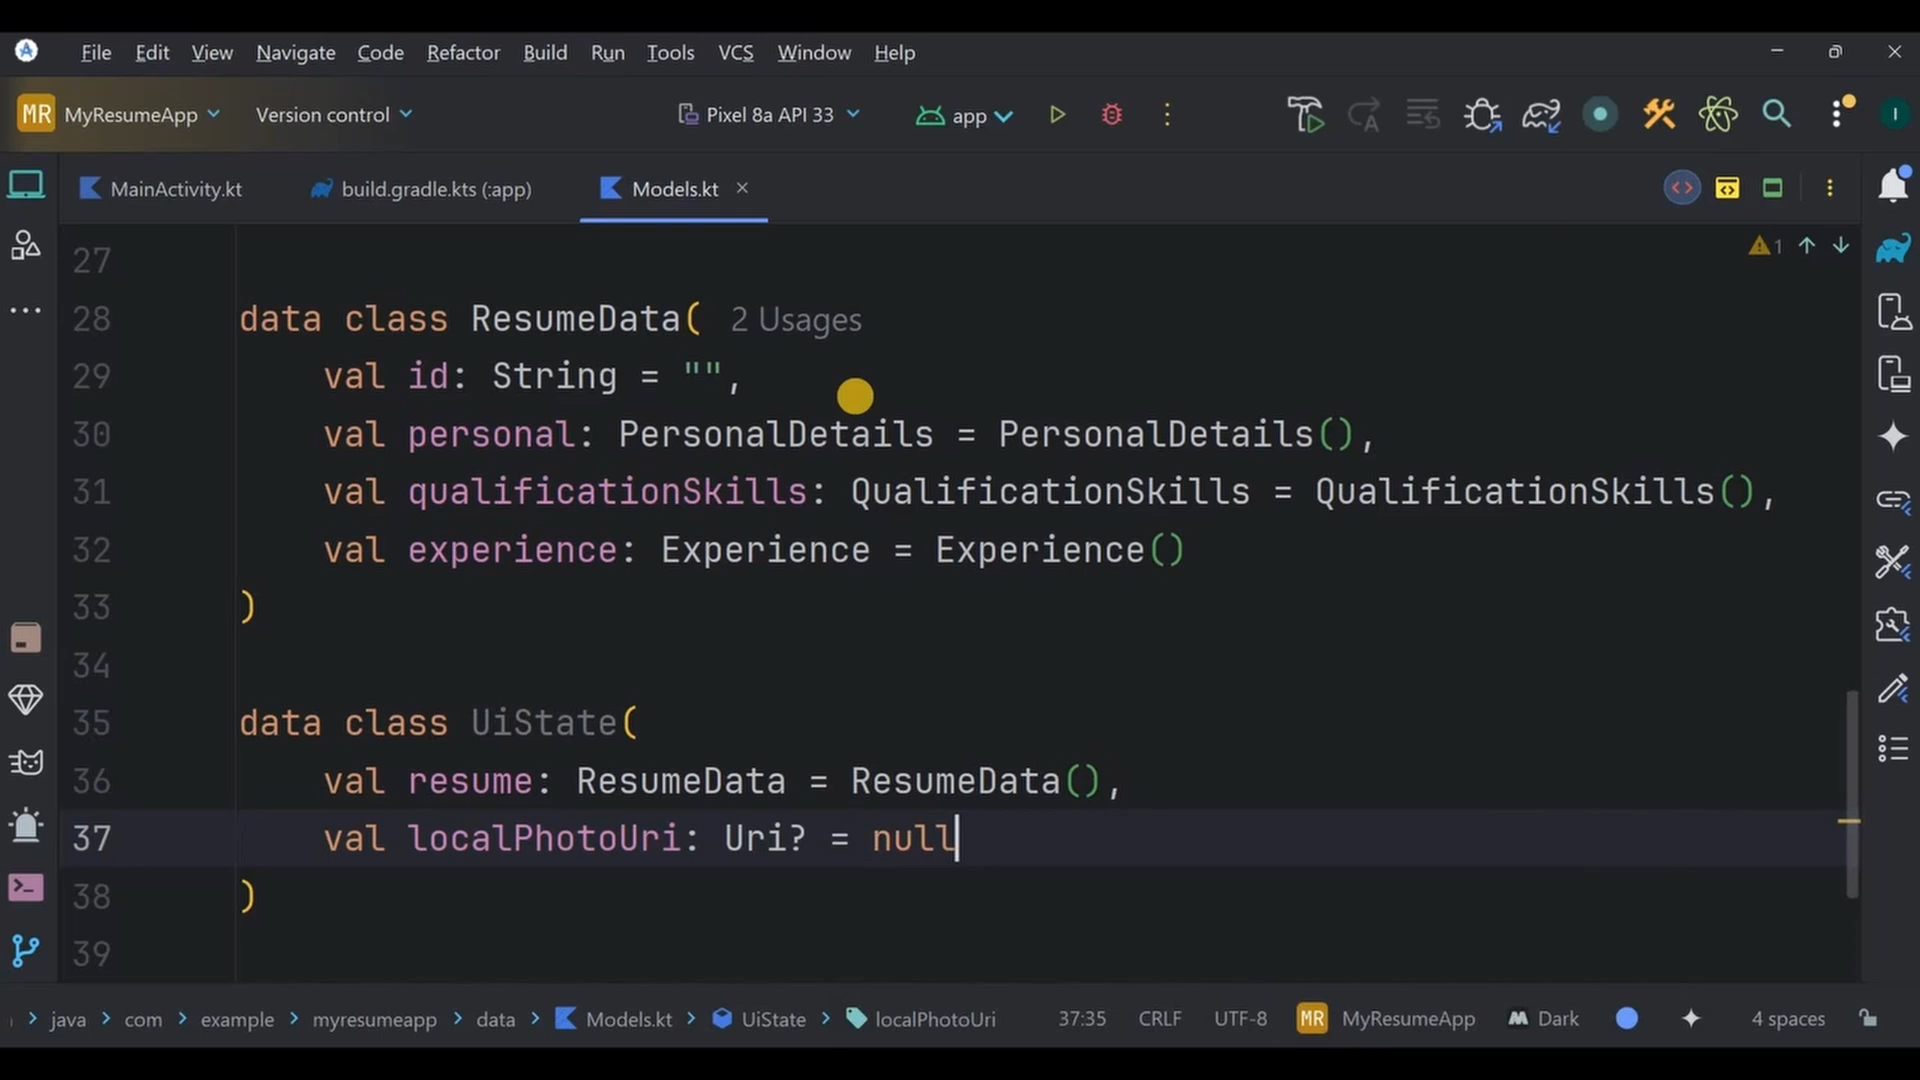 File Edit View Navigate Code Refactor Build Run Tools VCS Window Help
MR MyResumeApp Version control Pixel 8a API 33 app I
MainActivity.kt build.gradle.kts (:app) Models.kt
1
27
28 data class ResumeData( 2 Usages
29 val id: String = "",
30 val personal: PersonalDetails = PersonalDetails(),
31 val qualificationSkills: QualificationSkills = QualificationSkills(),
32 val experience: Experience = Experience()
33 )
34
35 data class UiState(
36 val resume: ResumeData = ResumeData(),
37 val localPhotoUri: Uri? = null
38 )
39
java com example myresumeapp data Models.kt UiState localPhotoUri 37:35 CRLF UTF-8 MR MyResumeApp Dark 4 spaces